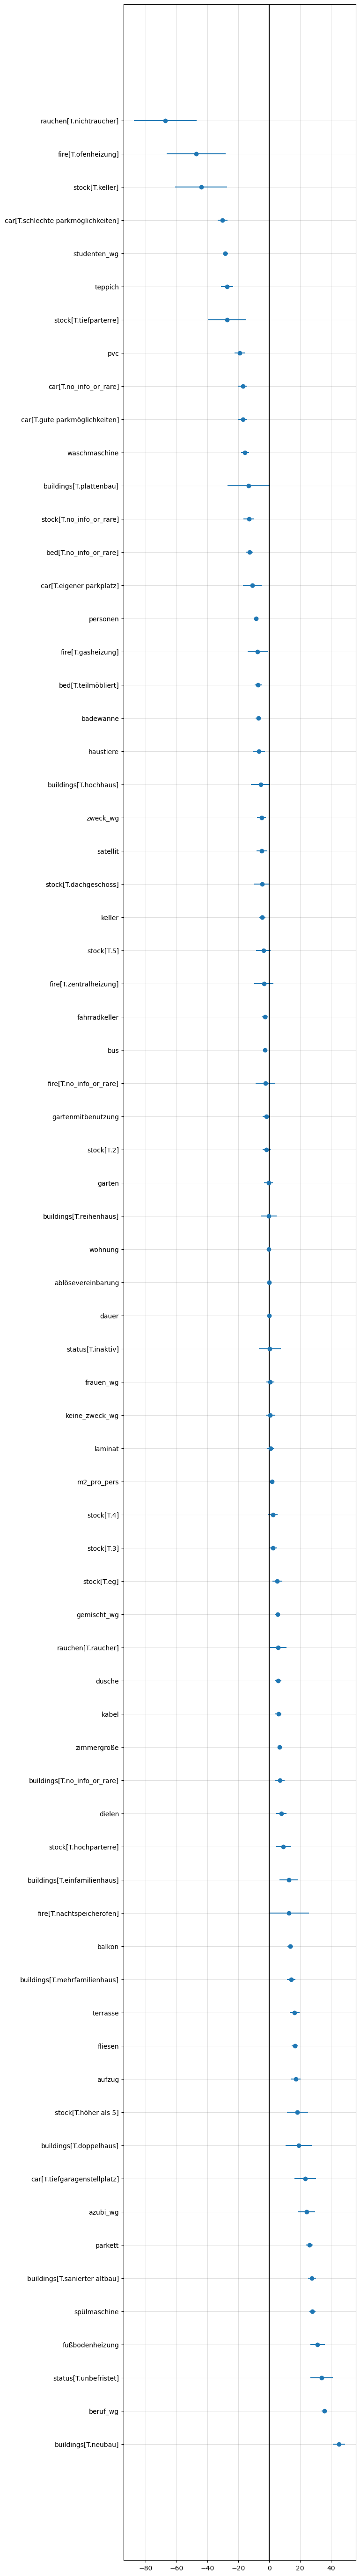 rauchen[T.nichtraucher]
fire[T.ofenheizung]
stock[T.keller]
car[T.schlechte parkmöglichkeiten]
studenten_wg
teppich
stock[T.tiefparterre]
pvc
car[T.no_info_or_rare]
car[T.gute parkmöglichkeiten]
waschmaschine
buildings[T.plattenbau]
stock[T.no_info_or_rare]
bed[T.no_info_or_rare]
car[T.eigener parkplatz]
personen
fire[T.gasheizung]
bed[T.teilmöbliert]
badewanne
haustiere
buildings[T.hochhaus]
zweck_wg
satellit
stock[T.dachgeschoss]
keller
stock[T.5]
fire[T.zentralheizung]
fahrradkeller
bus
fire[T.no_info_or_rare]
gartenmitbenutzung
stock[T.2]
garten
buildings[T.reihenhaus]
wohnung
ablösevereinbarung
dauer
status[T.inaktiv]
frauen_wg
keine_zweck_wg
laminat
m2_pro_pers
stock[T.4]
stock[T.3]
stock[T.eg]
gemischt_wg
rauchen[T.raucher]
dusche
kabel
zimmergröße
buildings[T.no_info_or_rare]
dielen
stock[T.hochparterre]
buildings[T.einfamilienhaus]
fire[T.nachtspeicherofen]
balkon
buildings[T.mehrfamilienhaus]
terrasse
fliesen
aufzug
stock[T.höher als 5]
buildings[T.doppelhaus]
car[T.tiefgaragenstellplatz]
azubi_wg
parkett
buildings[T.sanierter altbau]
spülmaschine
fußbodenheizung
status[T.unbefristet]
beruf_wg
buildings[T.neubau]
−80 −60 −40 −20 0 20 40